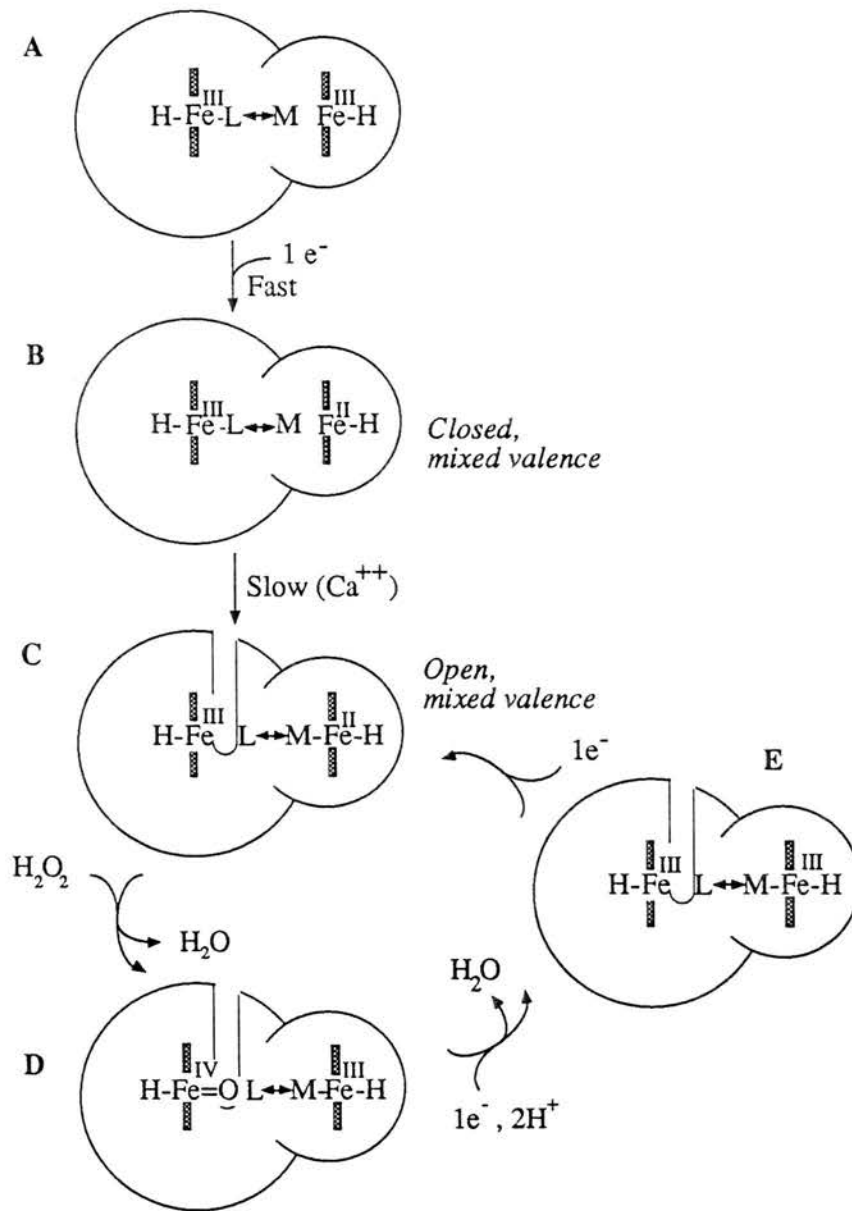 A
III III
H-Fe-L↔M Fe-H
1 e⁻
Fast
B
III II
H-Fe-L↔M Fe-H
Closed,
mixed valence
Slow (Ca⁺⁺)
C
Open,
mixed valence
III II
H-Fe L↔M-Fe-H
1e⁻
E
III III
H-Fe L↔M-Fe-H
H₂O₂
H₂O
H₂O
D
IV III
H-Fe=O L↔M-Fe-H
1e⁻, 2H⁺